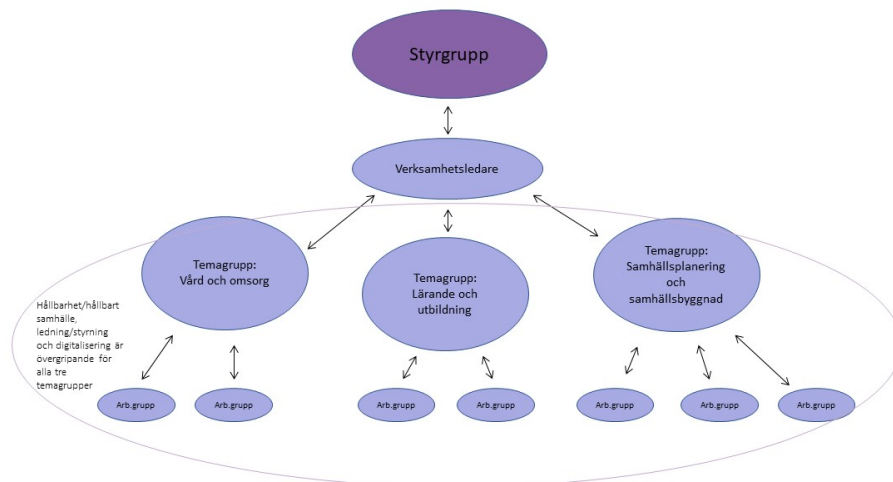 Styrgrupp
Verksamhetsledare
Temagrupp:
Vård och omsorg
Temagrupp:
Lärande och
utbildning
Temagrupp:
Samhällsplanering
och
samhällsbyggnad
Hållbarhet/hållbart
samhälle,
ledning/styrning
och digitalisering är
övergripande för
alla tre
temagrupper
Arb.grupp
Arb.grupp
Arb.grupp
Arb.grupp
Arb.grupp
Arb.grupp
Arb.grupp